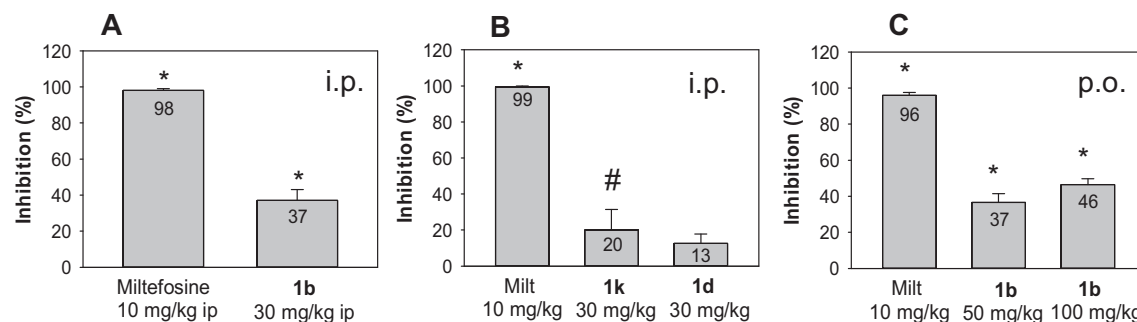 A
Inhibition (%)
120
100
80
60
40
20
0
*
98
*
37
i.p.
Miltefosine
10 mg/kg ip
1b
30 mg/kg ip
B
Inhibition (%)
120
100
80
60
40
20
0
*
99
#
20
13
i.p.
Milt
10 mg/kg
1k
30 mg/kg
1d
30 mg/kg
C
Inhibition (%)
120
100
80
60
40
20
0
*
96
*
37
*
46
p.o.
Milt
10 mg/kg
1b
50 mg/kg
1b
100 mg/kg